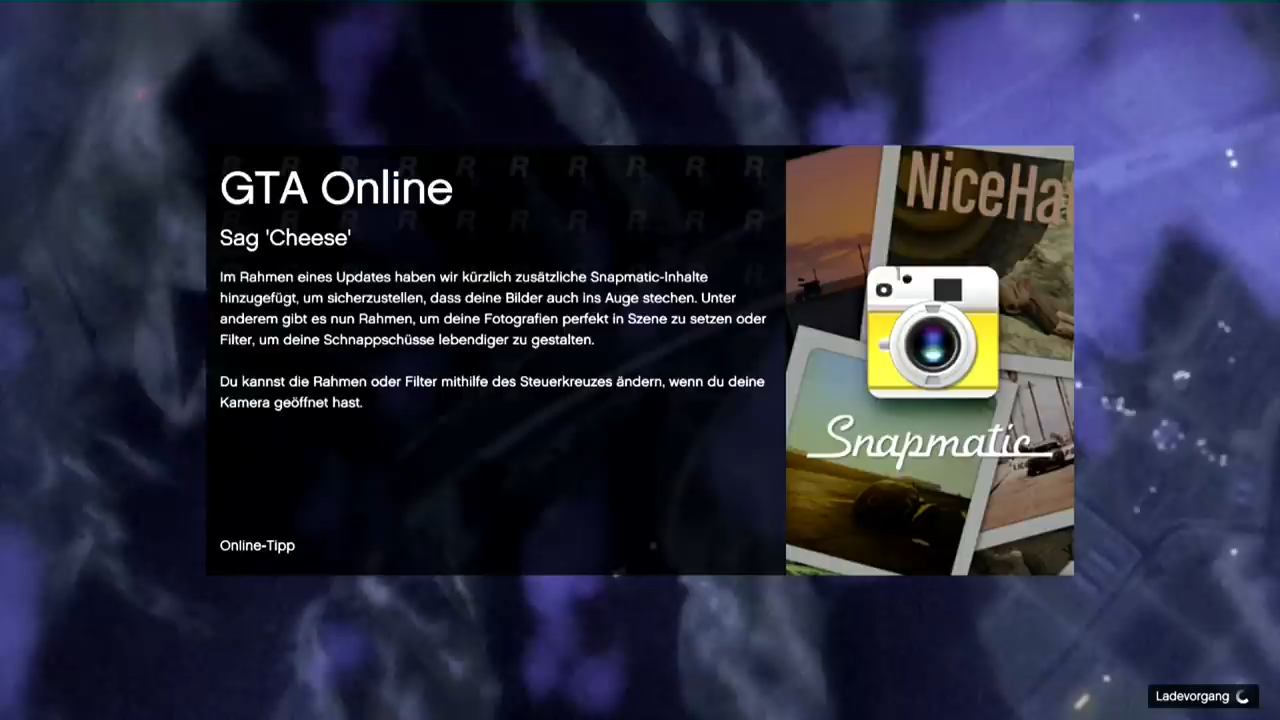 GTA Online
Sag 'Cheese'
Im Rahmen eines Updates haben wir kürzlich zusätzliche Snapmatic-Inhalte
hinzugefügt, um sicherzustellen, dass deine Bilder auch ins Auge stechen. Unter
anderem gibt es nun Rahmen, um deine Fotografien perfekt in Szene zu setzen oder
Filter, um deine Schnappschüsse lebendiger zu gestalten.
Du kannst die Rahmen oder Filter mithilfe des Steuerkreuzes ändern, wenn du deine
Kamera geöffnet hast.
Online-Tipp
NiceHa
Snapmatic
Ladevorgang